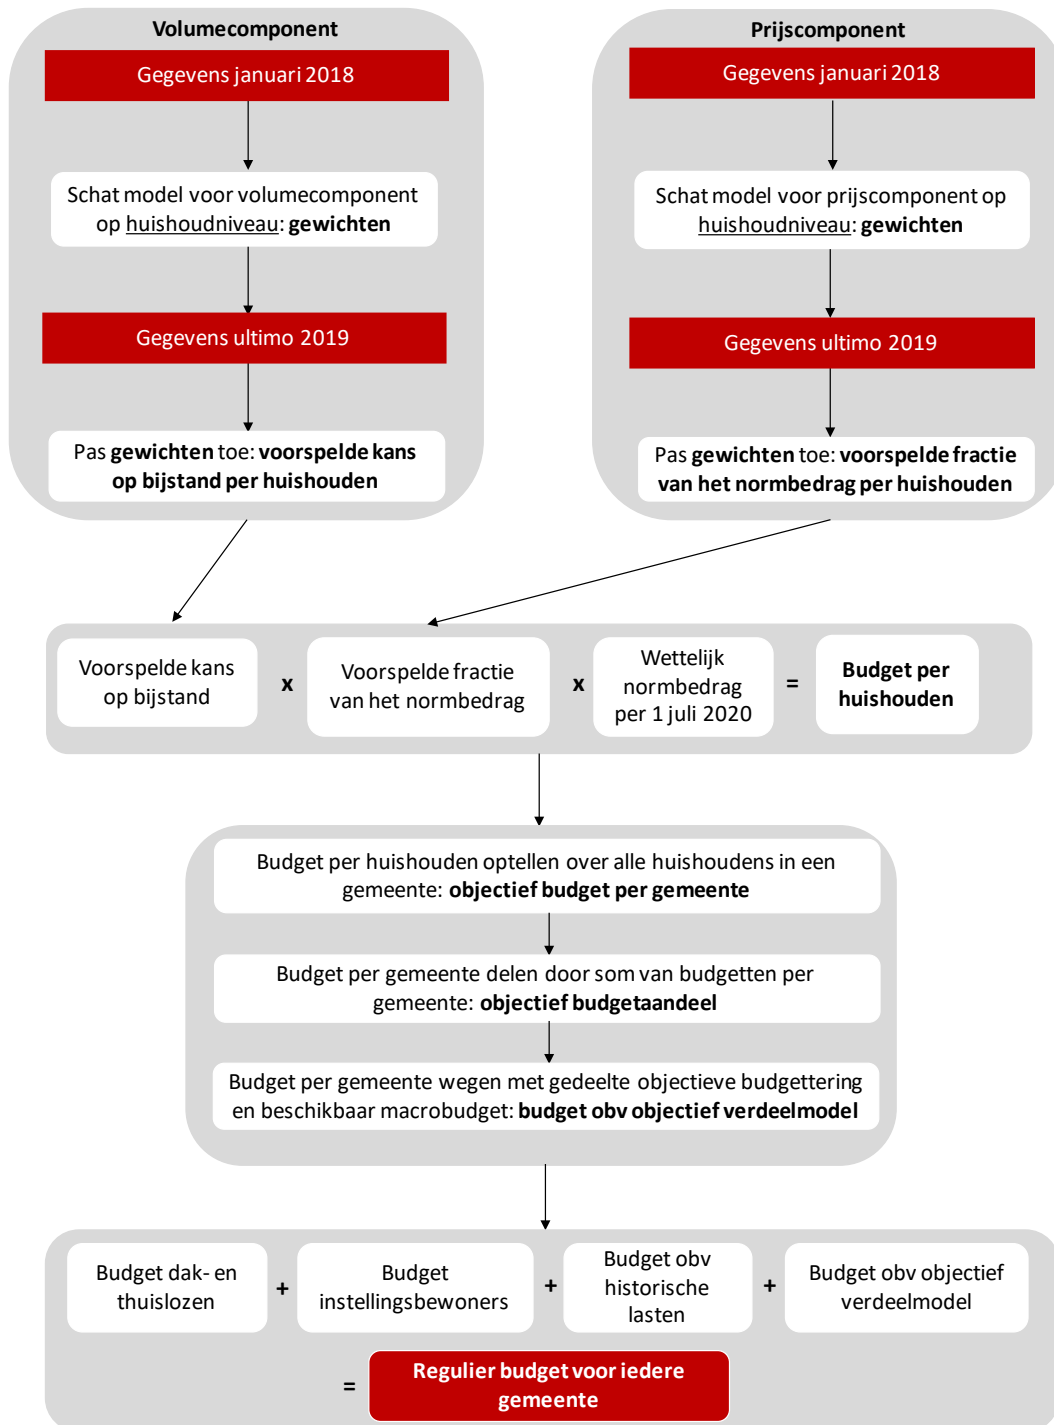 Volumecomponent
Gegevens januari 2018
Schat model voor volumecomponent
op huishoudniveau: gewichten
Gegevens ultimo 2019
Pas gewichten toe: voorspelde kans
op bijstand per huishouden
Prijscomponent
Gegevens januari 2018
Schat model voor prijscomponent op
huishoudniveau: gewichten
Gegevens ultimo 2019
Pas gewichten toe: voorspelde fractie
van het normbedrag per huishouden
Voorspelde kans
op bijstand
x
Voorspelde fractie
van het normbedrag
x
Wettelijk
normbedrag
per 1 juli 2020
=
Budget per
huishouden
Budget per huishouden optellen over alle huishoudens in een
gemeente: objectief budget per gemeente
Budget per gemeente delen door som van budgetten per
gemeente: objectief budgetaandeel
Budget per gemeente wegen met gedeelte objectieve budgettering
en beschikbaar macrobudget: budget obv objectief verdeelmodel
Budget dak- en
thuislozen
+
Budget
instellingsbewoners
+
Budget obv
historische
lasten
+
Budget obv objectief
verdeelmodel
=
Regulier budget voor iedere
gemeente